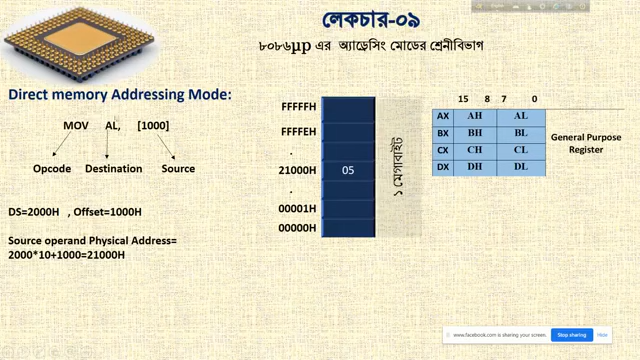 লেকচার-০৯
৮০৮৬µp এর অ্যাড্রেসিং মোডের শ্রেনীবিভাগ
Direct memory Addressing Mode:
MOV AL, [1000]
Opcode Destination Source
DS=2000H , Offset=1000H
Source operand Physical Address=
2000*10+1000=21000H
FFFFFH
FFFFEH
.
21000H 05
.
00001H
00000H
১ মেগাবাইট
15 8 7 0
AX AH AL
BX BH BL
CX CH CL
DX DH DL
General Purpose
Register
www.facebook.com is sharing your screen. Stop sharing Hide